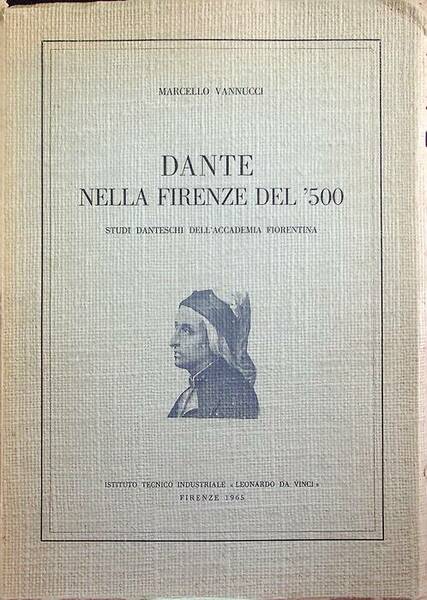 MARCELLO VANNUCCI
DANTE
NELLA FIRENZE DEL '500
STUDI DANTESCHI DELL'ACCADEMIA FIORENTINA
ISTITUTO TECNICO INDUSTRIALE « LEONARDO DA VINCI »
FIRENZE 1965